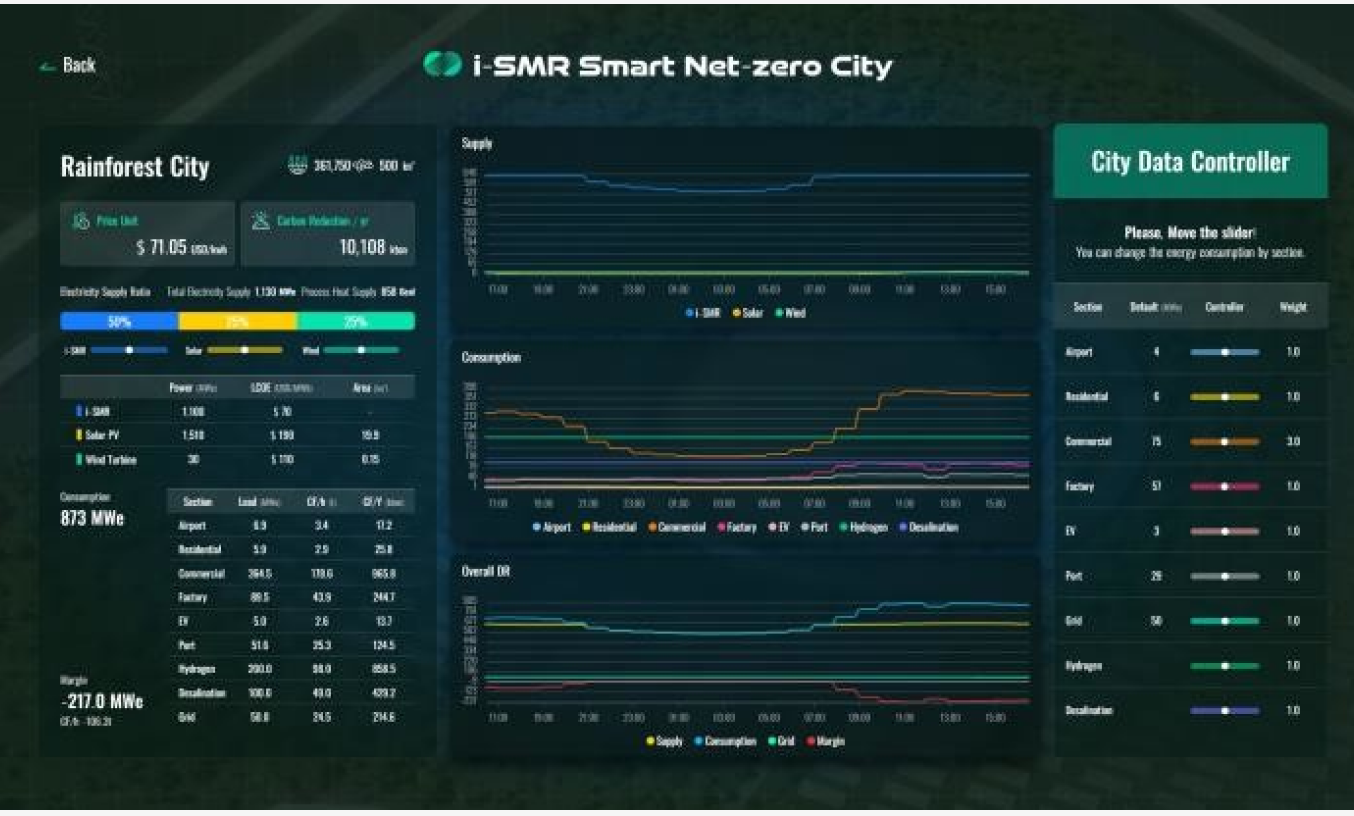 Back
i-SMR Smart Net-zero City
Rainforest City
361,750 500 km²
Price Unit
$ 71.05 USD/kwh
Carbon Reduction / yr
10,108 kton
Electricity Supply Ratio Total Electricity Supply 1,130 MWe Process Heat Supply 858 Gcal
50% 25% 25%
i-SMR Solar Wind
Power (MWe) LCOE (USD/MWh) Area (km²)
i-SMR 1,100 $ 70 -
Solar PV 1,510 $ 190 19.9
Wind Turbine 30 $ 110 0.15
Consumption
873 MWe
Section Load (MWe) CF/h (t) CF/Y (kton)
Airport 6.9 3.4 17.2
Residential 5.9 2.9 25.8
Commercial 364.5 178.6 965.8
Factory 89.5 43.9 244.7
EV 5.0 2.6 13.7
Port 51.6 25.3 124.5
Hydrogen 200.0 98.0 858.5
Desalination 100.0 49.0 429.2
Grid 50.0 24.5 214.6
Margin
-217.0 MWe
CF/h -106.3t
Supply
17:00 19:00 21:00 23:00 01:00 03:00 05:00 07:00 09:00 11:00 13:00 15:00
i-SMR Solar Wind
Consumption
17:00 19:00 21:00 23:00 01:00 03:00 05:00 07:00 09:00 11:00 13:00 15:00
Airport Residential Commercial Factory EV Port Hydrogen Desalination
Overall DR
17:00 19:00 21:00 23:00 01:00 03:00 05:00 07:00 09:00 11:00 13:00 15:00
Supply Consumption Grid Margin
City Data Controller
Please, Move the slider!
You can change the energy consumption by section.
Section Default (MWe) Controller Weight
Airport 4 1.0
Residential 6 1.0
Commercial 75 3.0
Factory 57 1.0
EV 3 1.0
Port 29 1.0
Grid 50 1.0
Hydrogen 1.0
Desalination 1.0